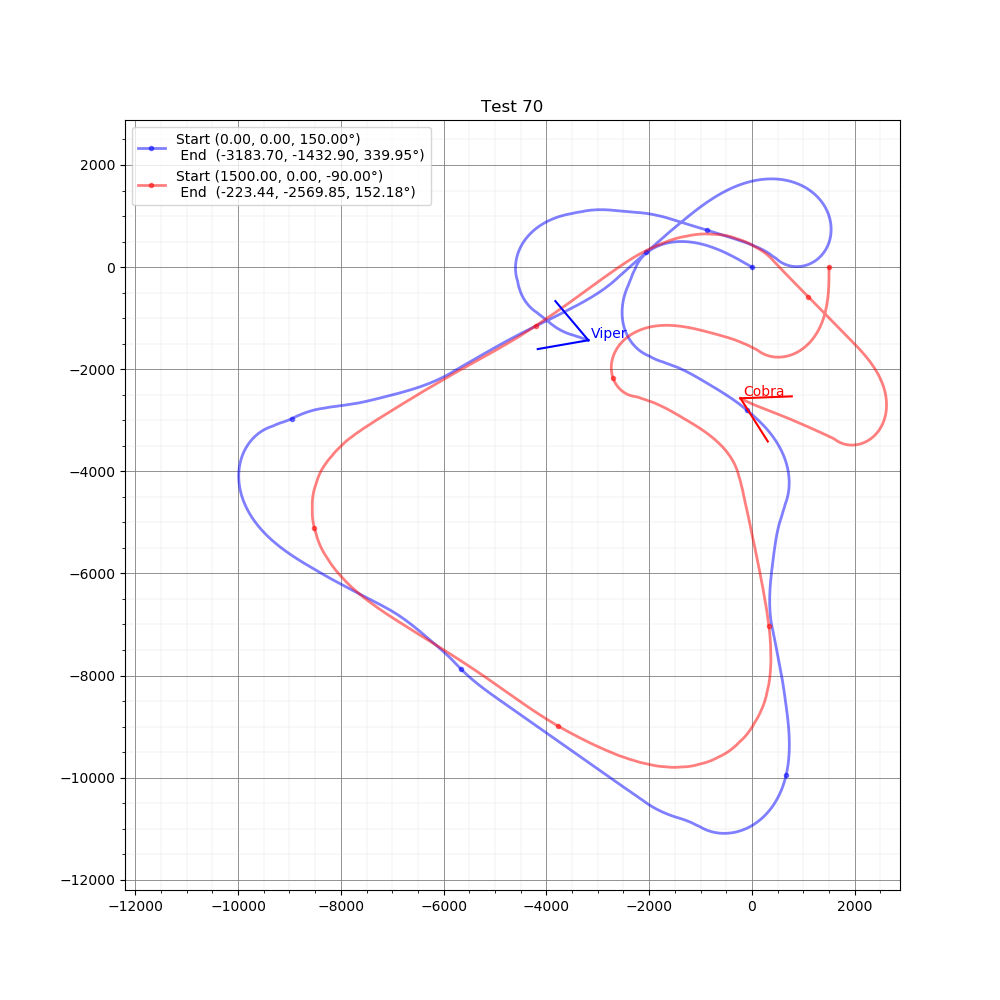 Test 70
Start (0.00, 0.00, 150.00°)
End  (-3183.70, -1432.90, 339.95°)
Start (1500.00, 0.00, -90.00°)
End  (-223.44, -2569.85, 152.18°)
2000
0
−2000
−4000
−6000
−8000
−10000
−12000
Viper
Cobra
−12000 −10000 −8000 −6000 −4000 −2000 0 2000